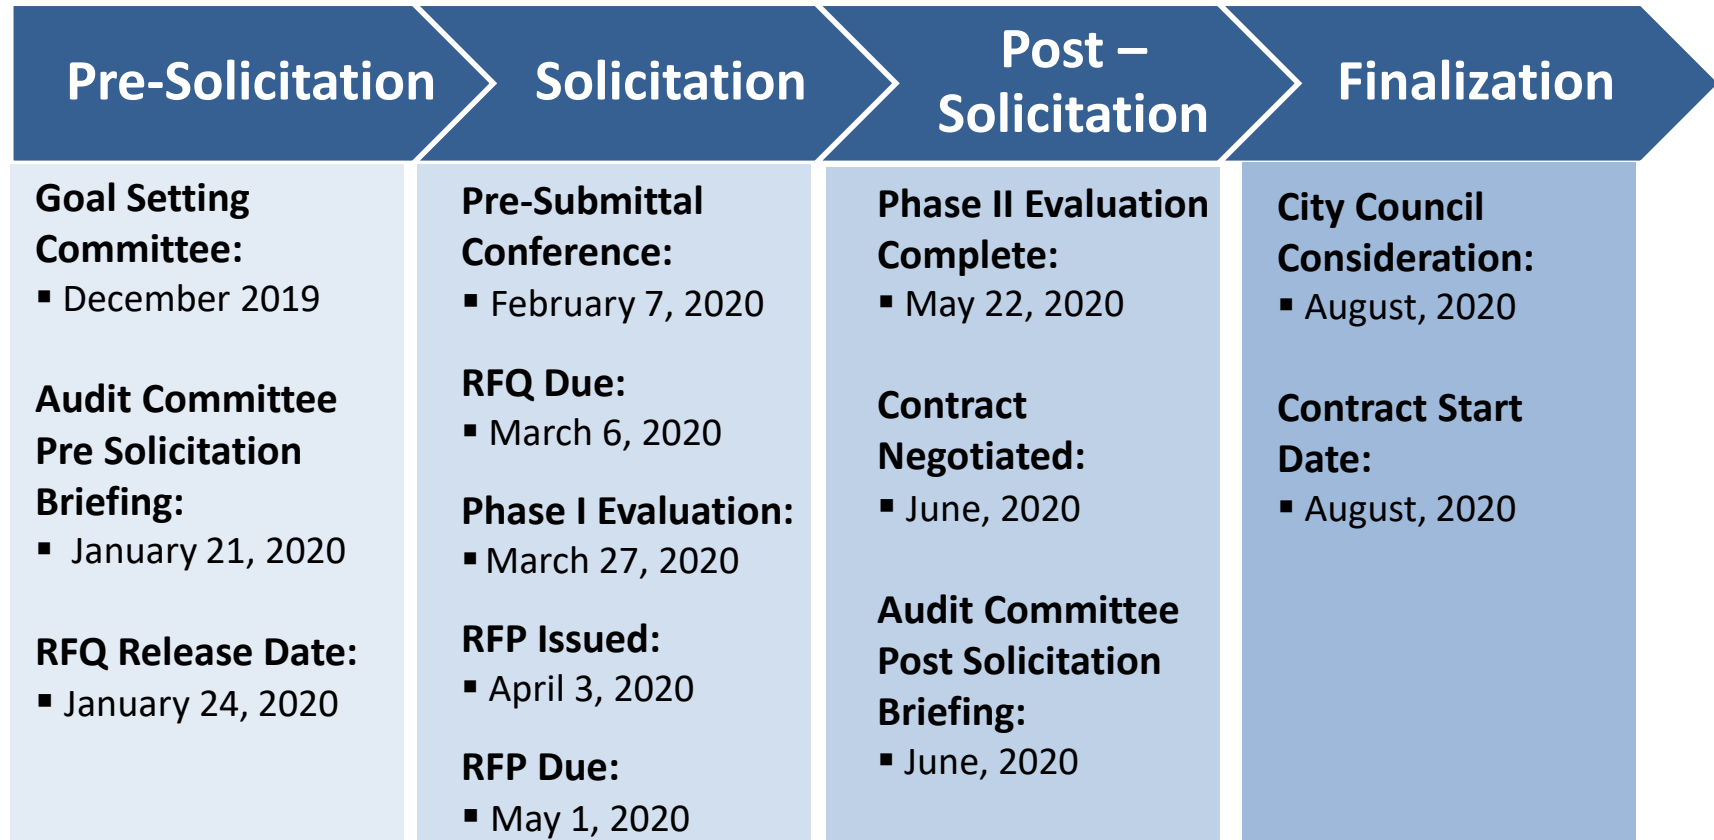 Pre-Solicitation
Solicitation
Post –
Solicitation
Finalization
Goal Setting
Committee:
▪ December 2019
Audit Committee
Pre Solicitation
Briefing:
▪ January 21, 2020
RFQ Release Date:
▪ January 24, 2020
Pre-Submittal
Conference:
▪ February 7, 2020
RFQ Due:
▪ March 6, 2020
Phase I Evaluation:
▪ March 27, 2020
RFP Issued:
▪ April 3, 2020
RFP Due:
▪ May 1, 2020
Phase II Evaluation
Complete:
▪ May 22, 2020
Contract
Negotiated:
▪ June, 2020
Audit Committee
Post Solicitation
Briefing:
▪ June, 2020
City Council
Consideration:
▪ August, 2020
Contract Start
Date:
▪ August, 2020